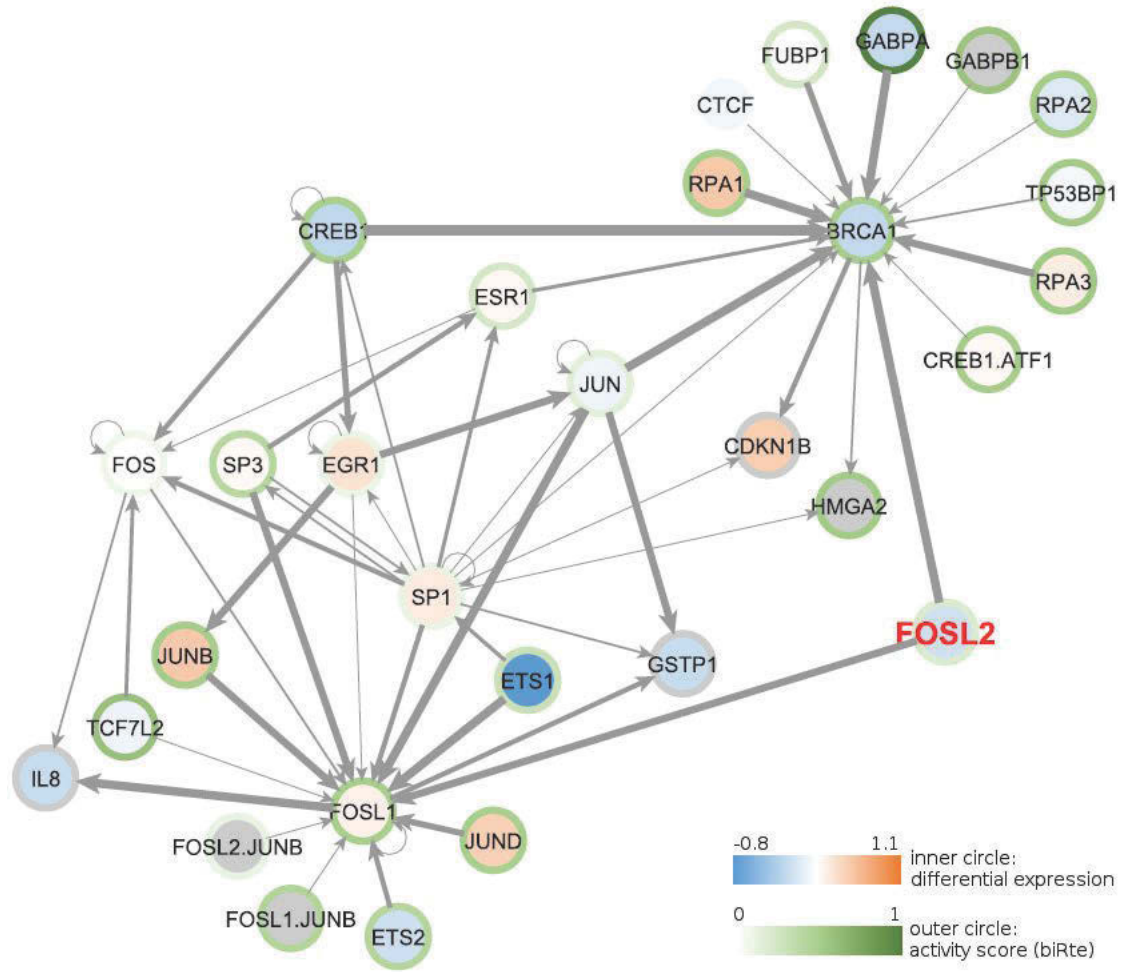 GABPA
FUBP1
GABPB1
CTCF
RPA2
RPA1
TP53BP1
CREB1
BRCA1
RPA3
ESR1
CREB1.ATF1
JUN
CDKN1B
FOS
SP3
EGR1
HMGA2
SP1
FOSL2
JUNB
GSTP1
ETS1
TCF7L2
IL8
FOSL1
FOSL2.JUNB
JUND
FOSL1.JUNB
ETS2
-0.8 1.1
inner circle:
differential expression
0 1
outer circle:
activity score (biRte)